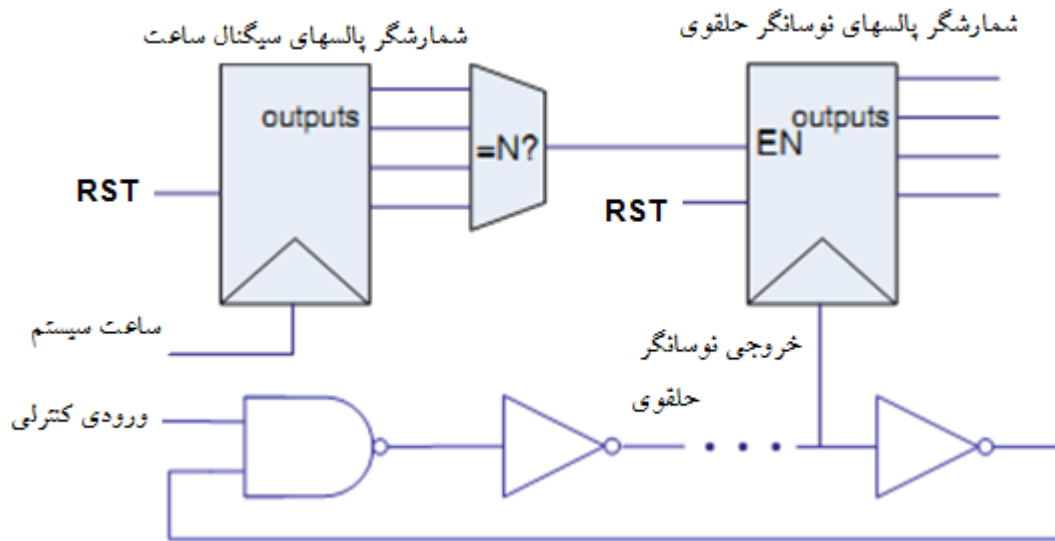 شمارشگر پالسهای سیگنال ساعت
شمارشگر پالسهای نوسانگر حلقوی
outputs
=N?
EN
outputs
RST
RST
ساعت سیستم
خروجی نوسانگر
حلقوی
ورودی کنترلی